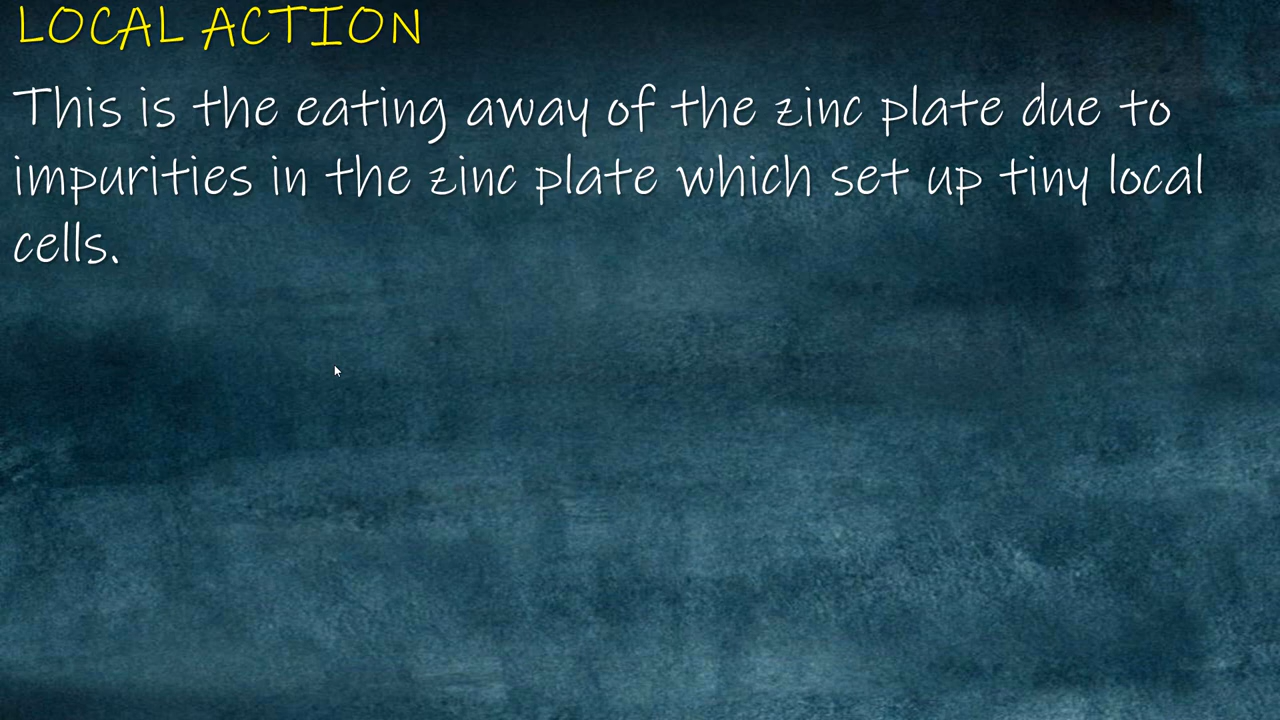 LOCAL ACTION
This is the eating away of the zinc plate due to
impurities in the zinc plate which set up tiny local
cells.